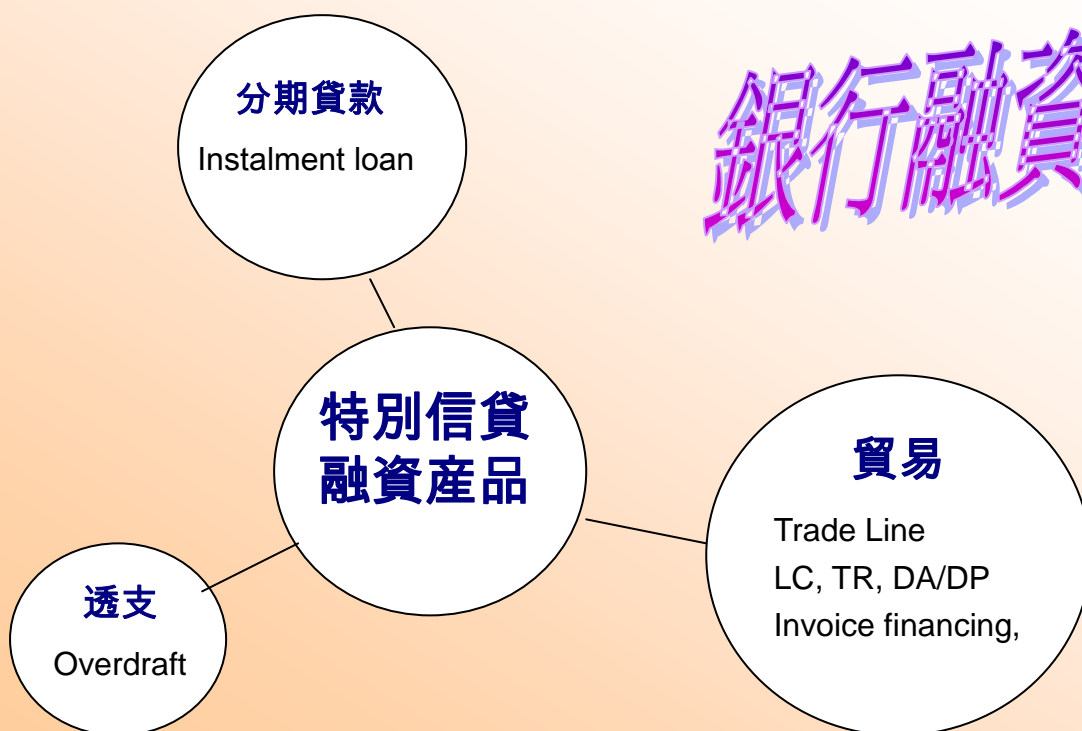 銀行融資
分期貸款
Instalment loan
特別信貸
融資産品
貿易
Trade Line
LC, TR, DA/DP
Invoice financing,
透支
Overdraft